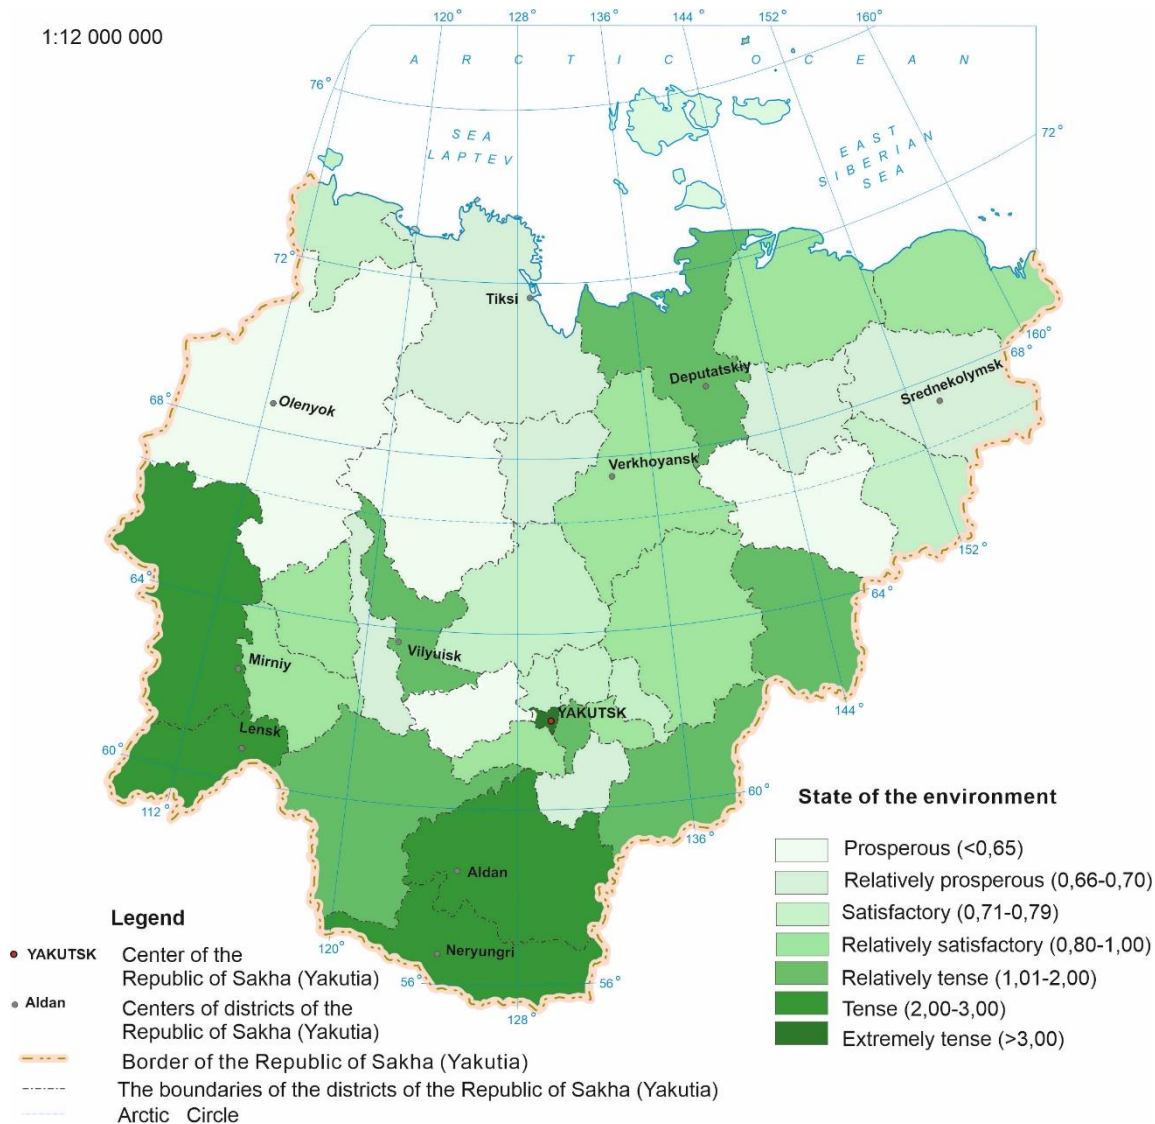 1:12 000 000
120°
128°
136°
144°
152°
160°
A R C T I C O C E A N
76°
72°
SEA
LAPTEV
EAST
SIBERIAN
SEA
72°
Tiksi
160°
68°
Deputatskiy
Srednekolymsk
Olenyok
68°
Verkhoyansk
152°
64°
64°
Vilyuisk
Mirniy
YAKUTSK
144°
Lensk
60°
112°
60°
136°
Aldan
Neryungri
120°
56°
56°
128°
State of the environment
Prosperous (<0,65)
Relatively prosperous (0,66-0,70)
Satisfactory (0,71-0,79)
Relatively satisfactory (0,80-1,00)
Relatively tense (1,01-2,00)
Tense (2,00-3,00)
Extremely tense (>3,00)
Legend
YAKUTSK
Center of the
Republic of Sakha (Yakutia)
Aldan
Centers of districts of the
Republic of Sakha (Yakutia)
Border of the Republic of Sakha (Yakutia)
The boundaries of the districts of the Republic of Sakha (Yakutia)
Arctic Circle